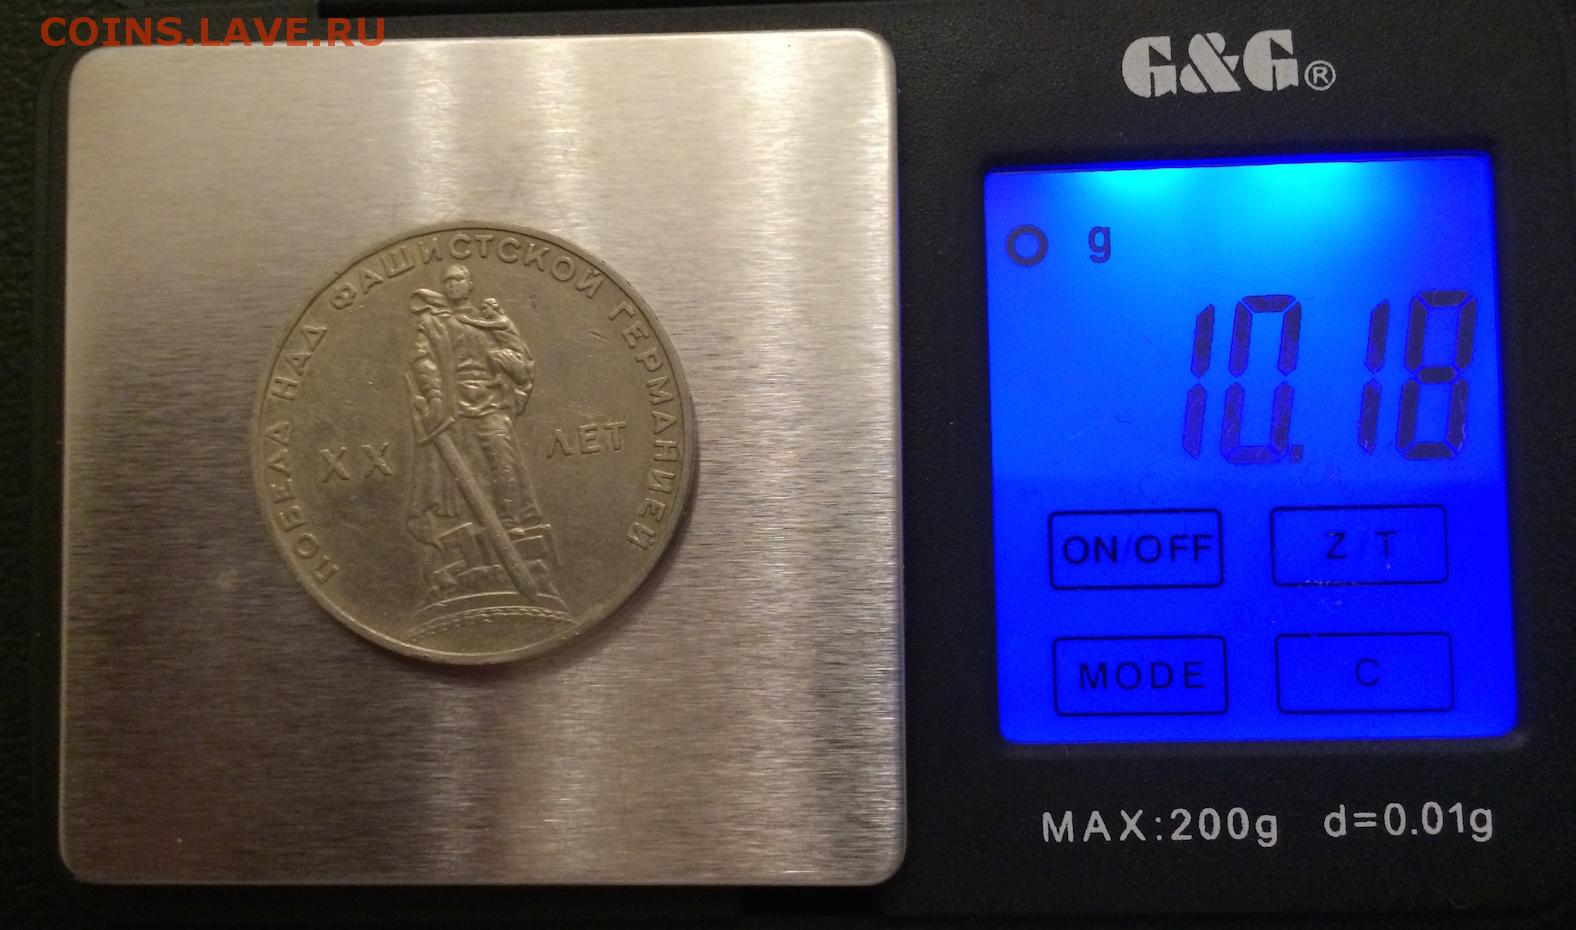 COINS.LAVE.RU
ПОБЕДА НАД ФАШИСТСКОЙ ГЕРМАНИЕЙ
XX ЛЕТ
G&G®
g
10.18
ON/OFF Z/T
MODE C
MAX:200g d=0.01g